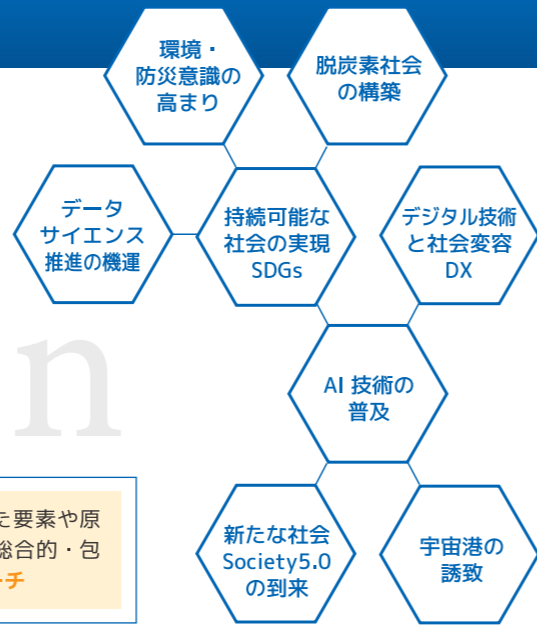 環境・
防災意識の
高まり
脱炭素社会
の構築
データ
サイエンス
推進の機運
持続可能な
社会の実現
SDGs
デジタル技術
と社会変容
DX
n
AI 技術の
普及
た要素や原
総合的・包
ーチ
新たな社会
Society5.0
の到来
宇宙港の
誘致